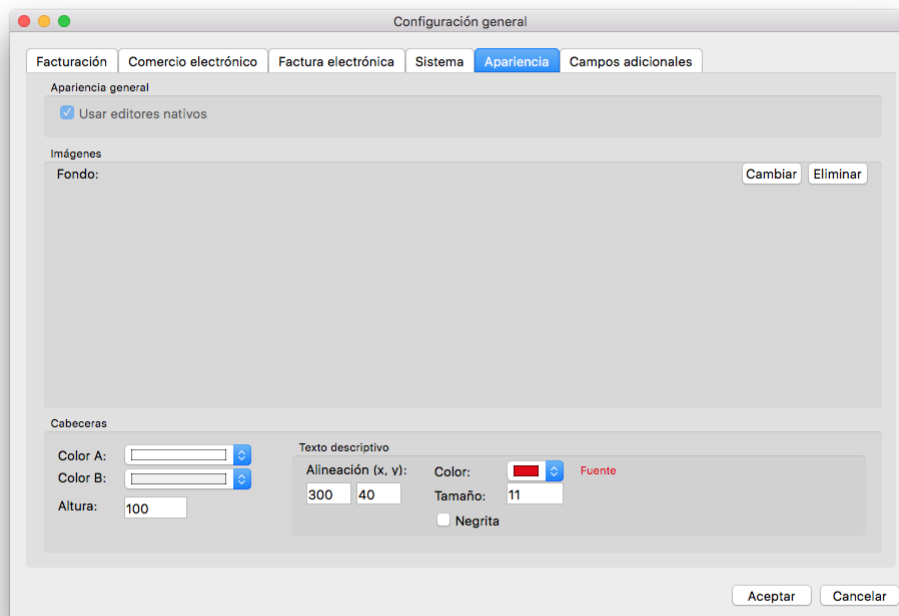 Configuración general
Facturación Comercio electrónico Factura electrónica Sistema Apariencia Campos adicionales
Apariencia general
Usar editores nativos
Imágenes
Fondo: Cambiar Eliminar
Cabeceras
Texto descriptivo
Color A:
Alineación (x, y): Color: Fuente
Color B:
300 40 Tamaño: 11
Altura: 100
Negrita
Aceptar Cancelar